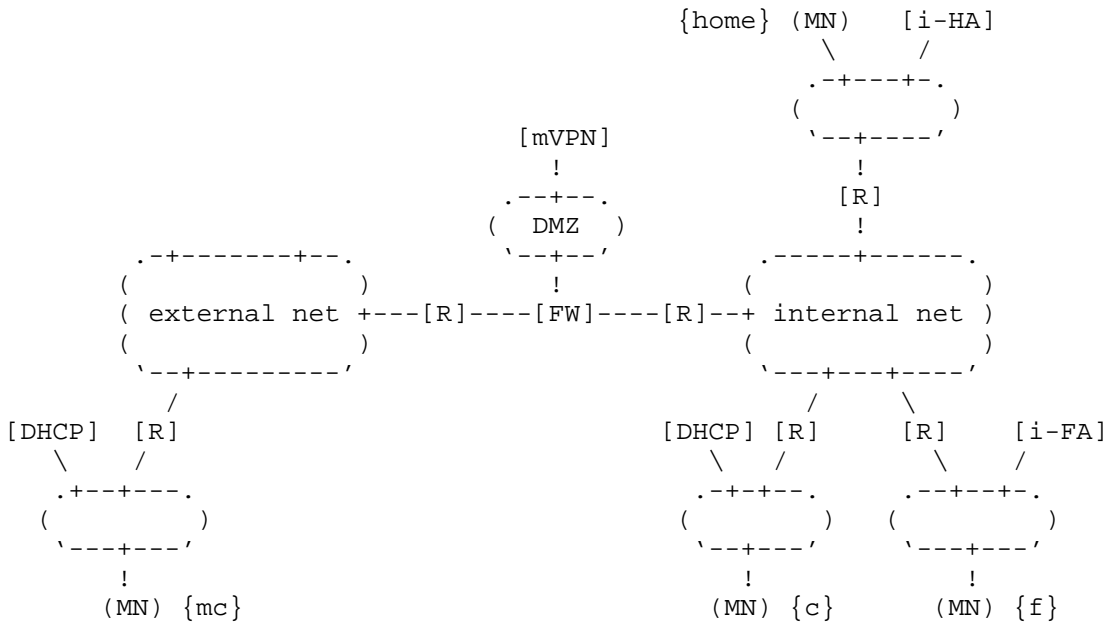 {home} (MN) [i-HA]
\ /
.-+---+-.
( )
[mVPN] '--+----'
! !
.--+--. [R]
( DMZ ) !
.-+-------+--. '--+--' .-----+------.
( ) ! ( )
( external net +---[R]----[FW]----[R]--+ internal net )
( ) ( )
'--+---------' '---+---+----'
/ / \
[DHCP] [R] [DHCP] [R] [R] [i-FA]
\ / \ / \ /
.+--+---. .-+-+--. .--+--+-.
( ) ( ) ( )
'---+---' '--+---' '---+---'
! ! !
(MN) {mc} (MN) {c} (MN) {f}